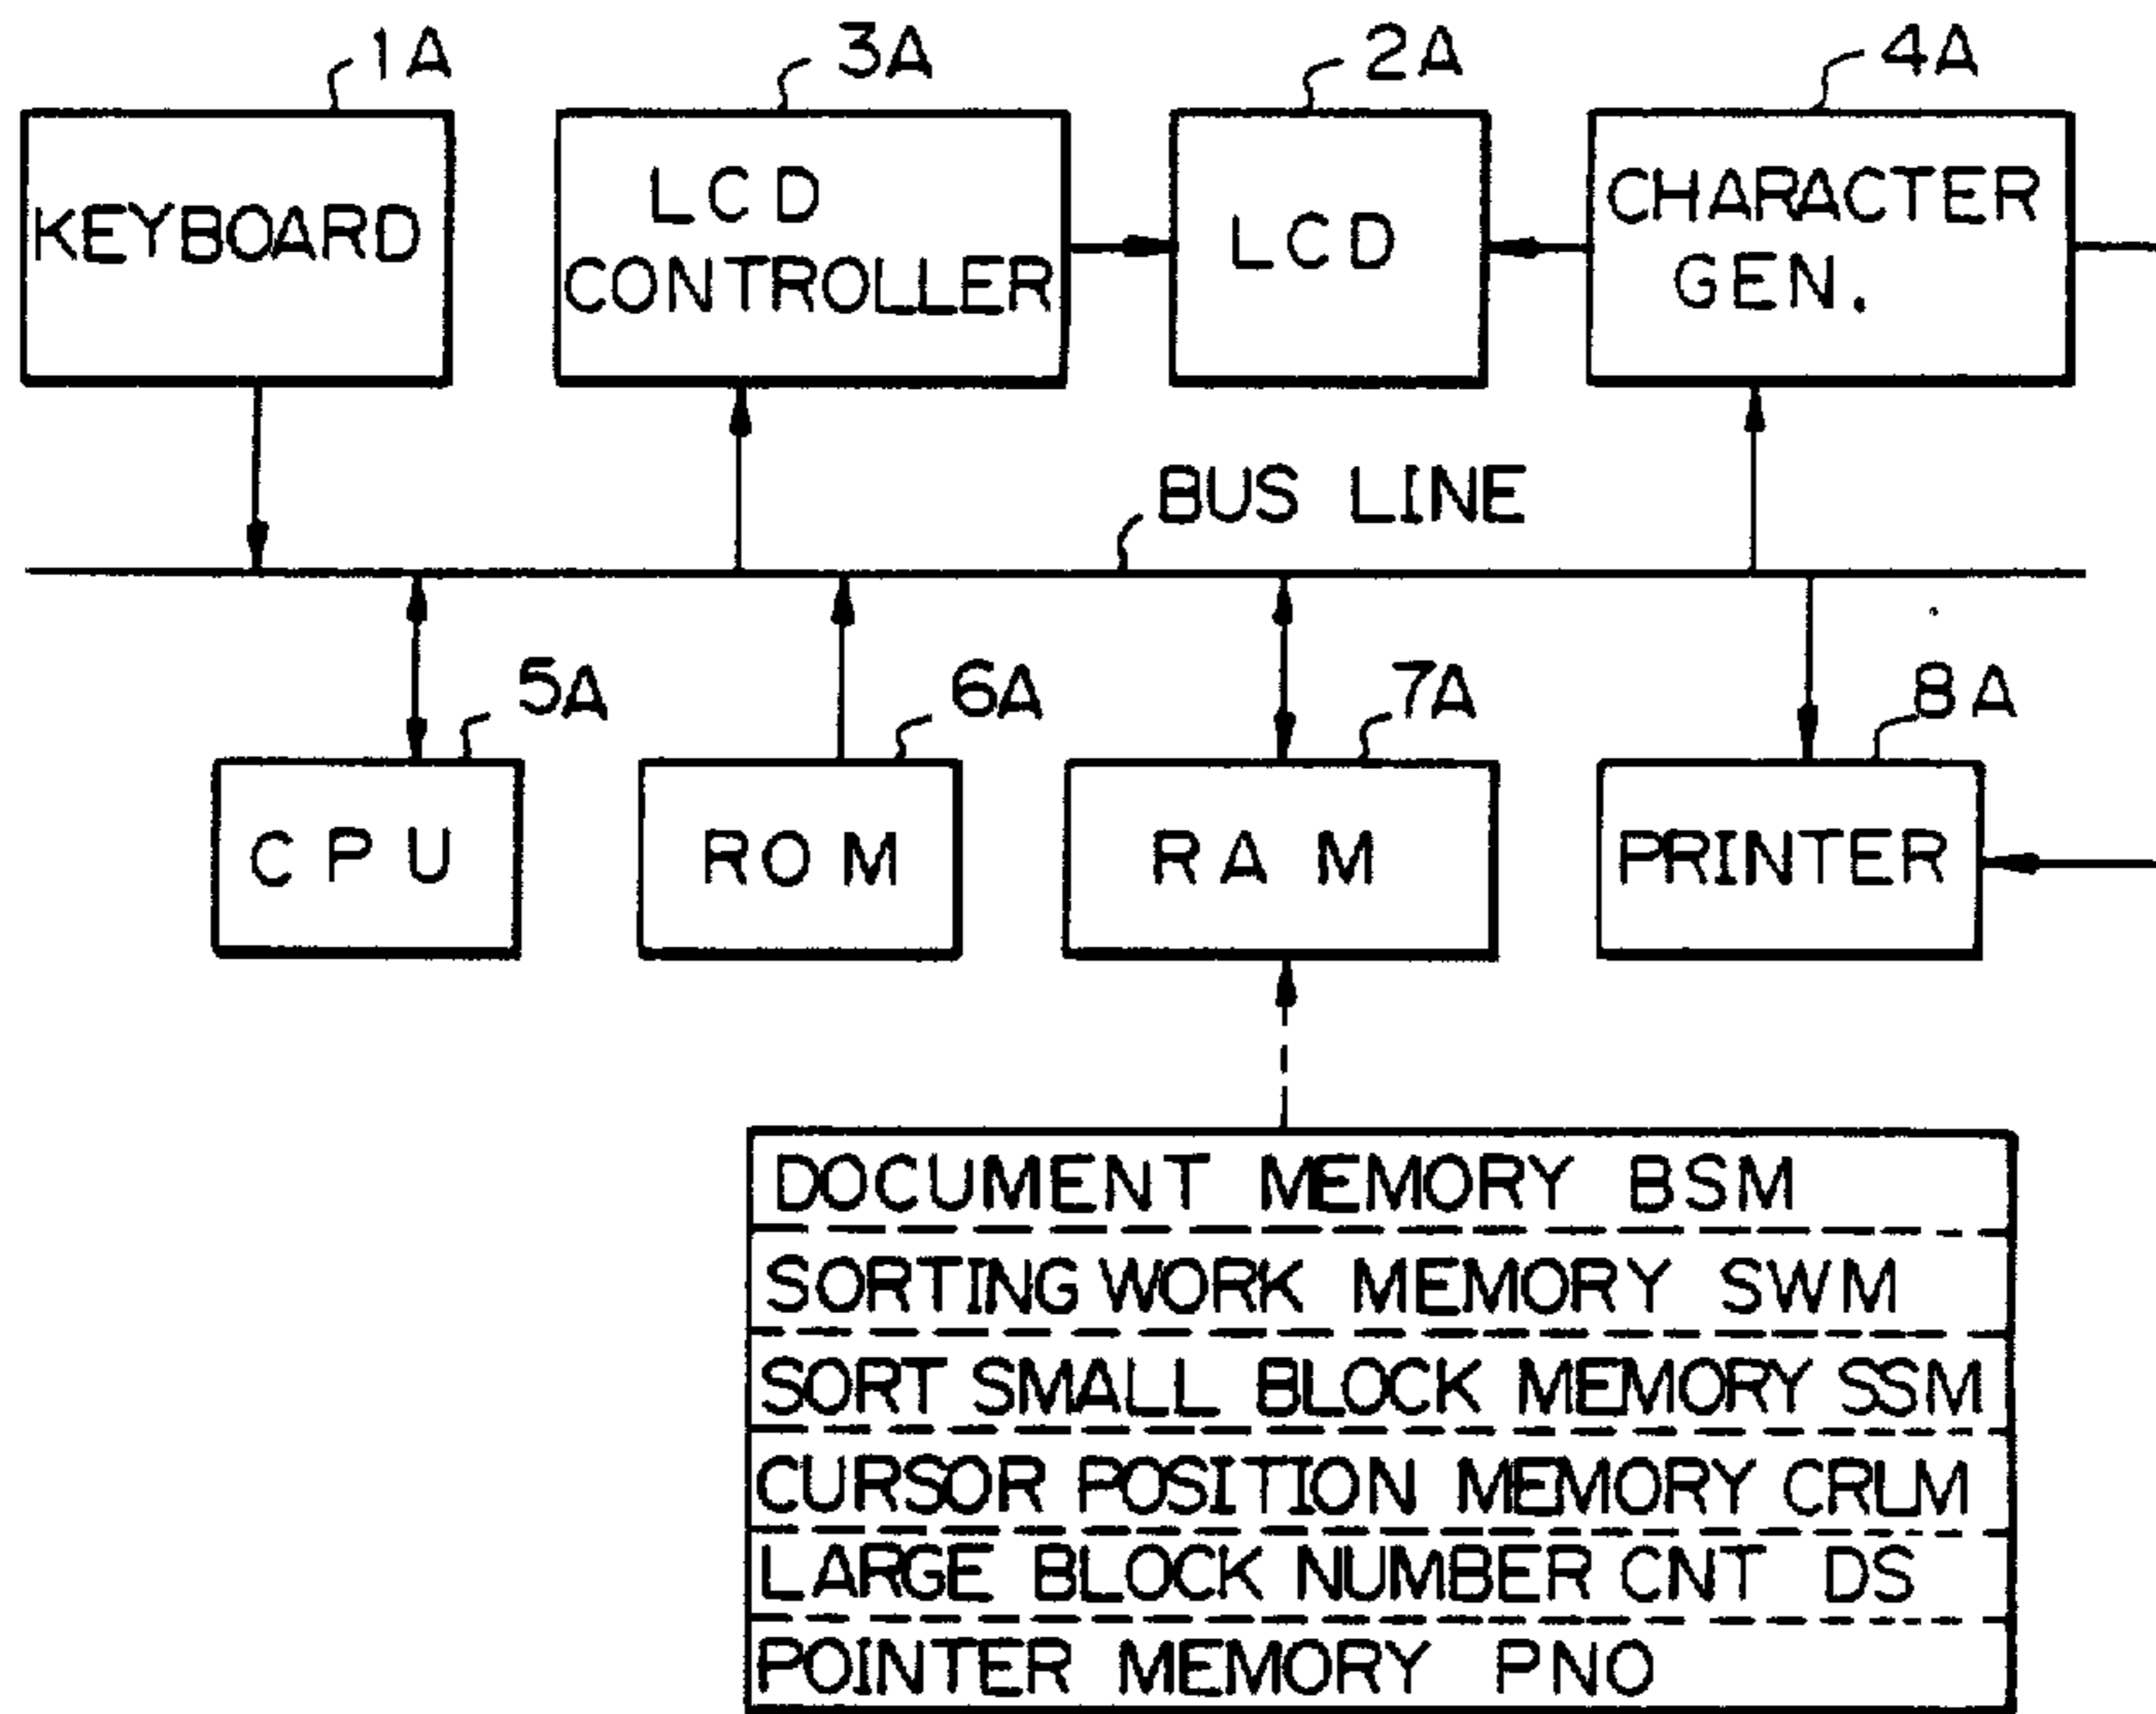 1A
3A
2A
4A
KEYBOARD
LCD
CONTROLLER
LCD
CHARACTER
GEN.
BUS LINE
5A
6A
7A
8A
CPU
ROM
RAM
PRINTER
DOCUMENT MEMORY BSM
SORTING WORK MEMORY SWM
SORT SMALL BLOCK MEMORY SSM
CURSOR POSITION MEMORY CRLM
LARGE BLOCK NUMBER CNT DS
POINTER MEMORY PNO